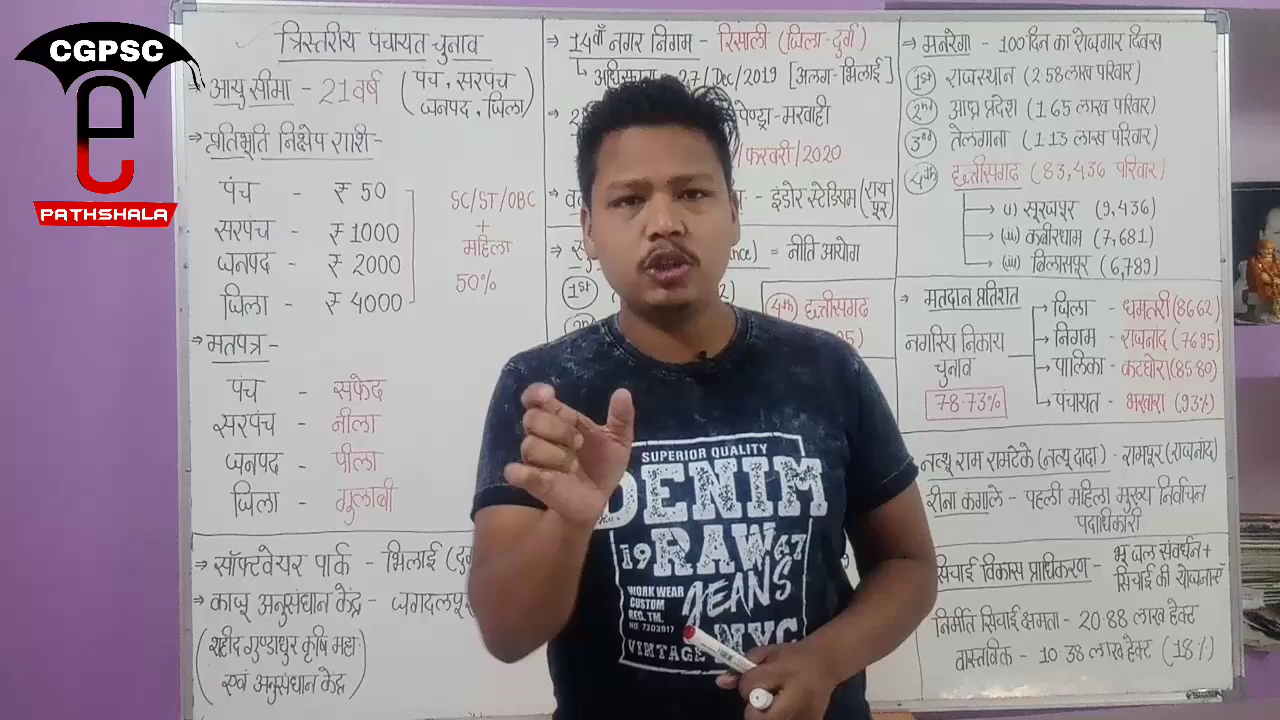 CGPSC
e
PATHSHALA
त्रिस्तरीय पंचायत चुनाव
⇒ आयु सीमा - 21 वर्ष (पंच, सरपंच
जनपद, जिला)
⇒ प्रतिभूति निक्षेप राशि-
पंच - ₹ 50
सरपंच - ₹ 1000
जनपद - ₹ 2000
जिला - ₹ 4000
SC/ST/OBC
+
महिला
50%
⇒ मतपत्र -
पंच - सफेद
सरपंच - नीला
जनपद - पीला
जिला - गुलाबी
⇒ सॉफ्टवेयर पार्क - भिलाई
⇒ काजू अनुसंधान केंद्र - जगदलपुर
(शहीद गुण्डाधुर कृषि महा.
एवं अनुसंधान केंद्र)
⇒ 14वाँ नगर निगम - रिसाली (जिला-दुर्ग)
27/Dec/2019 [अलग-भिलाई]
पेण्ड्रा-मरवाही
/फरवरी/2020
- इंडोर स्टेडियम (राय
पुर)
= नीति आयोग
1st
4th छत्तीसगढ़
⇒ मनरेगा - 100 दिन का रोजगार दिवस
1st राजस्थान (2.58 लाख परिवार)
2nd आंध्र प्रदेश (1.65 लाख परिवार)
3rd तेलंगाना (1.13 लाख परिवार)
4th छत्तीसगढ़ (83,436 परिवार)
(i) सूरजपुर (9,436)
(ii) कबीरधाम (7,681)
(iii) बिलासपुर (6,789)
⇒ मतदान प्रतिशत
नगरीय निकाय
चुनाव
78.73%
जिला - धमतरी (86.62)
निगम - राजनांद (76.95)
पालिका - कटघोरा (85.80)
पंचायत - भखारा (93%)
नत्थू राम रामटेके (नत्थू दादा) - रामपुर (राजनांद)
रीना कंगाले - पहली महिला मुख्य निर्वाचन
पदाधिकारी
सिंचाई विकास प्राधिकरण - भू जल संवर्धन +
सिंचाई की योजनाएँ
निर्मित सिंचाई क्षमता - 20.88 लाख हेक्ट
वास्तविक - 10.38 लाख हेक्ट (18%)
SUPERIOR QUALITY
DENIM
1967
RAW
JEANS
WORK WEAR
CUSTOM
REG. TM.
NO. 7303917
NYC
VINTAGE